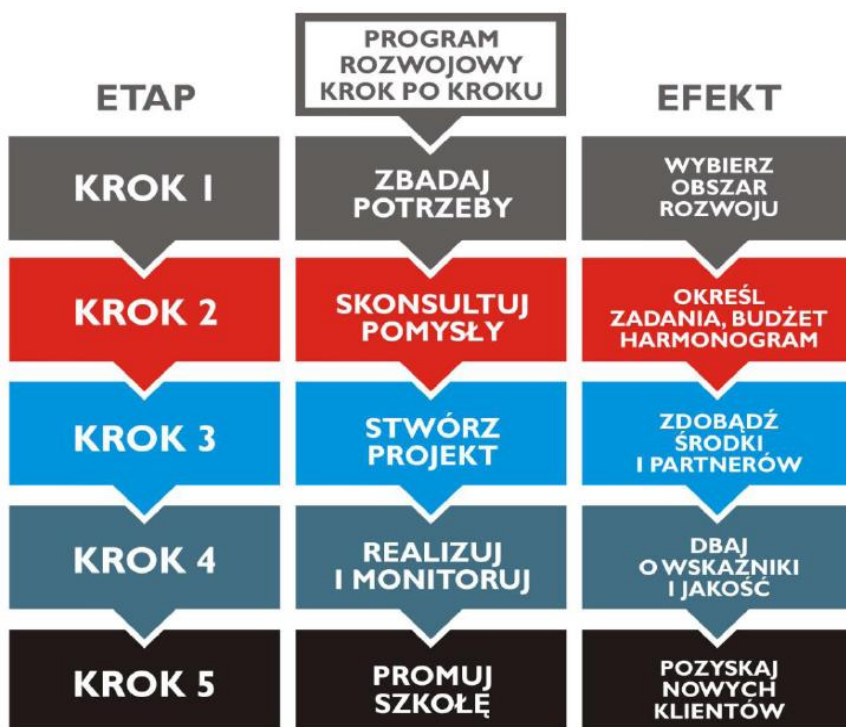 PROGRAM
ROZWOJOWY
KROK PO KROKU
ETAP
EFEKT
KROK 1
ZBADAJ
POTRZEBY
WYBIERZ
OBSZAR
ROZWOJU
KROK 2
SKONSULTUJ
POMYSŁY
OKREŚL
ZADANIA, BUDŻET
HARMONOGRAM
KROK 3
STWÓRZ
PROJEKT
ZDOBĄDŹ
ŚRODKI
I PARTNERÓW
KROK 4
REALIZUJ
I MONITORUJ
DBAJ
O WSKAŹNIKI
I JAKOŚĆ
KROK 5
PROMUJ
SZKOŁĘ
POZYSKAJ
NOWYCH
KLIENTÓW